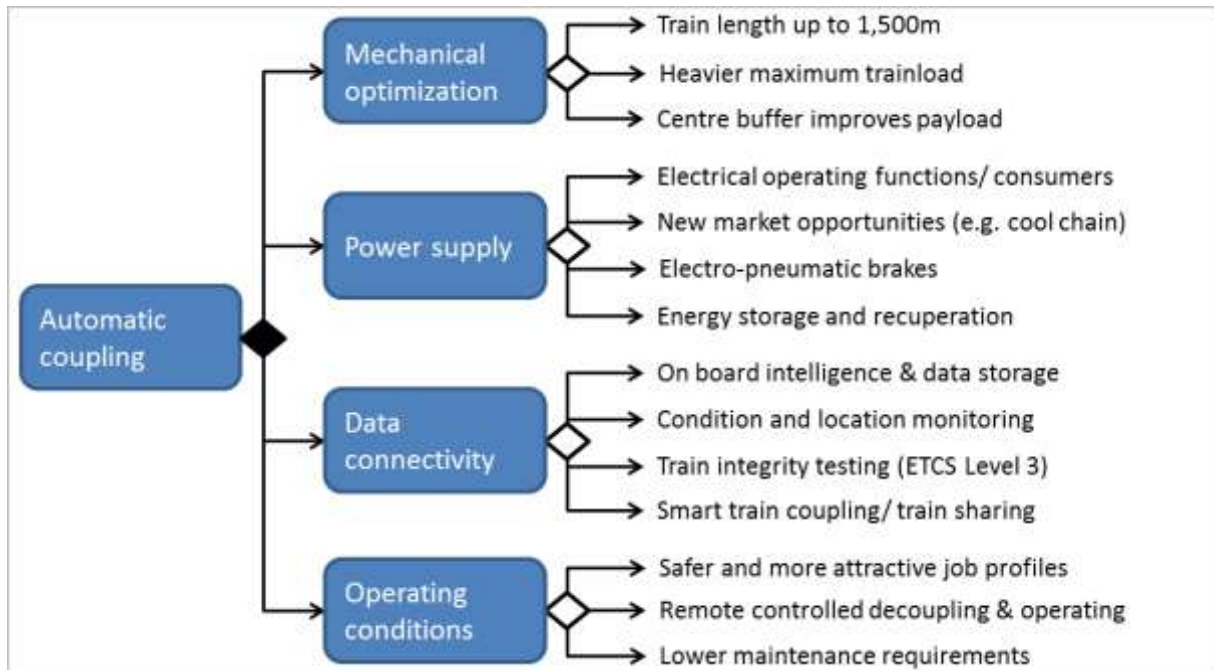 Automatic
coupling
Mechanical
optimization
Train length up to 1,500m
Heavier maximum trainload
Centre buffer improves payload
Power supply
Electrical operating functions/ consumers
New market opportunities (e.g. cool chain)
Electro-pneumatic brakes
Energy storage and recuperation
Data
connectivity
On board intelligence & data storage
Condition and location monitoring
Train integrity testing (ETCS Level 3)
Smart train coupling/ train sharing
Operating
conditions
Safer and more attractive job profiles
Remote controlled decoupling & operating
Lower maintenance requirements